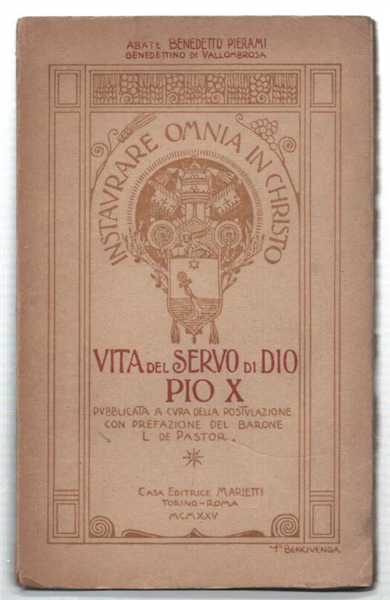 ABATE BENEDETTO PIERAMI
BENEDETTINO DI VALLOMBROSA
INSTAVRARE OMNIA IN CHRISTO
VITA DEL SERVO DI DIO
PIO X
PVBBLICATA A CVRA DELLA POSTVLAZIONE
CON PREFAZIONE DEL BARONE
L DE PASTOR.
CASA EDITRICE MARIETTI
TORINO-ROMA
MCMXXV
F BENCIVENGA